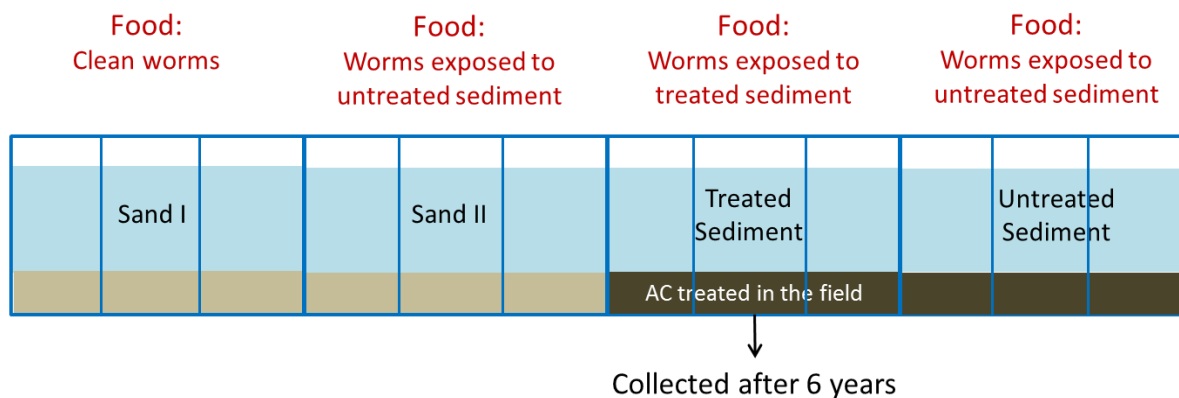 Food:
Clean worms
Food:
Worms exposed to
untreated sediment
Food:
Worms exposed to
treated sediment
Food:
Worms exposed to
untreated sediment
Sand I
Sand II
Treated
Sediment
Untreated
Sediment
AC treated in the field
Collected after 6 years